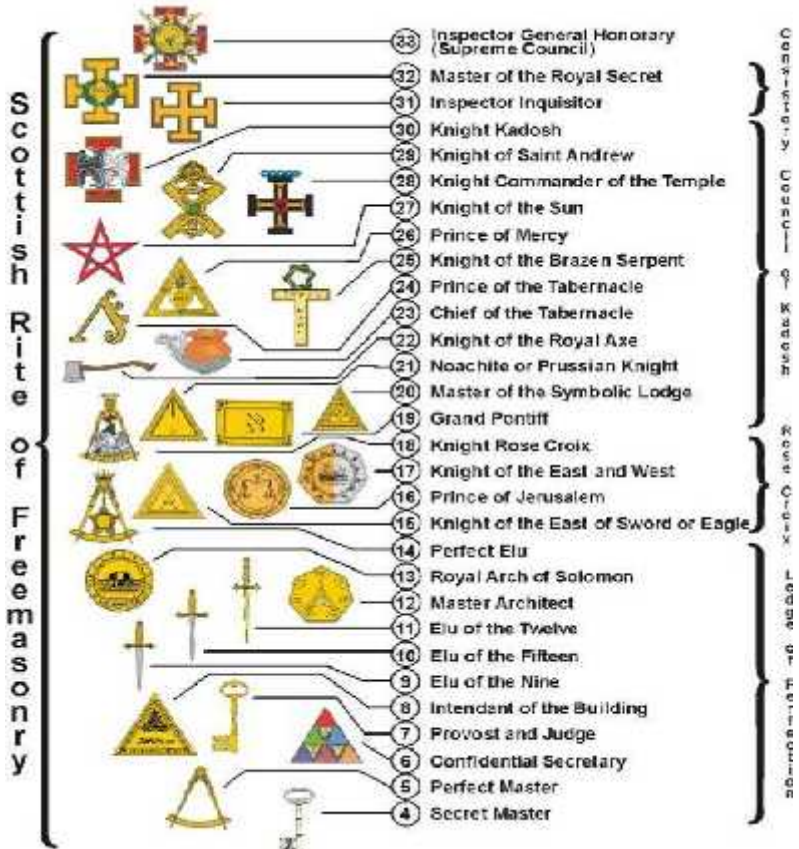 Scottish Rite of Freemasonry
33 Inspector General Honorary
(Supreme Council)
32 Master of the Royal Secret
31 Inspector Inquisitor
30 Knight Kadosh
29 Knight of Saint Andrew
28 Knight Commander of the Temple
27 Knight of the Sun
26 Prince of Mercy
25 Knight of the Brazen Serpent
24 Prince of the Tabernacle
23 Chief of the Tabernacle
22 Knight of the Royal Axe
21 Noachite or Prussian Knight
20 Master of the Symbolic Lodge
19 Grand Pontiff
18 Knight Rose Croix
17 Knight of the East and West
16 Prince of Jerusalem
15 Knight of the East of Sword or Eagle
14 Perfect Elu
13 Royal Arch of Solomon
12 Master Architect
11 Elu of the Twelve
10 Elu of the Fifteen
9 Elu of the Nine
8 Intendant of the Building
7 Provost and Judge
6 Confidential Secretary
5 Perfect Master
4 Secret Master
Consistory
Council of Kadosh
Rose Croix
Lodge of Perfection